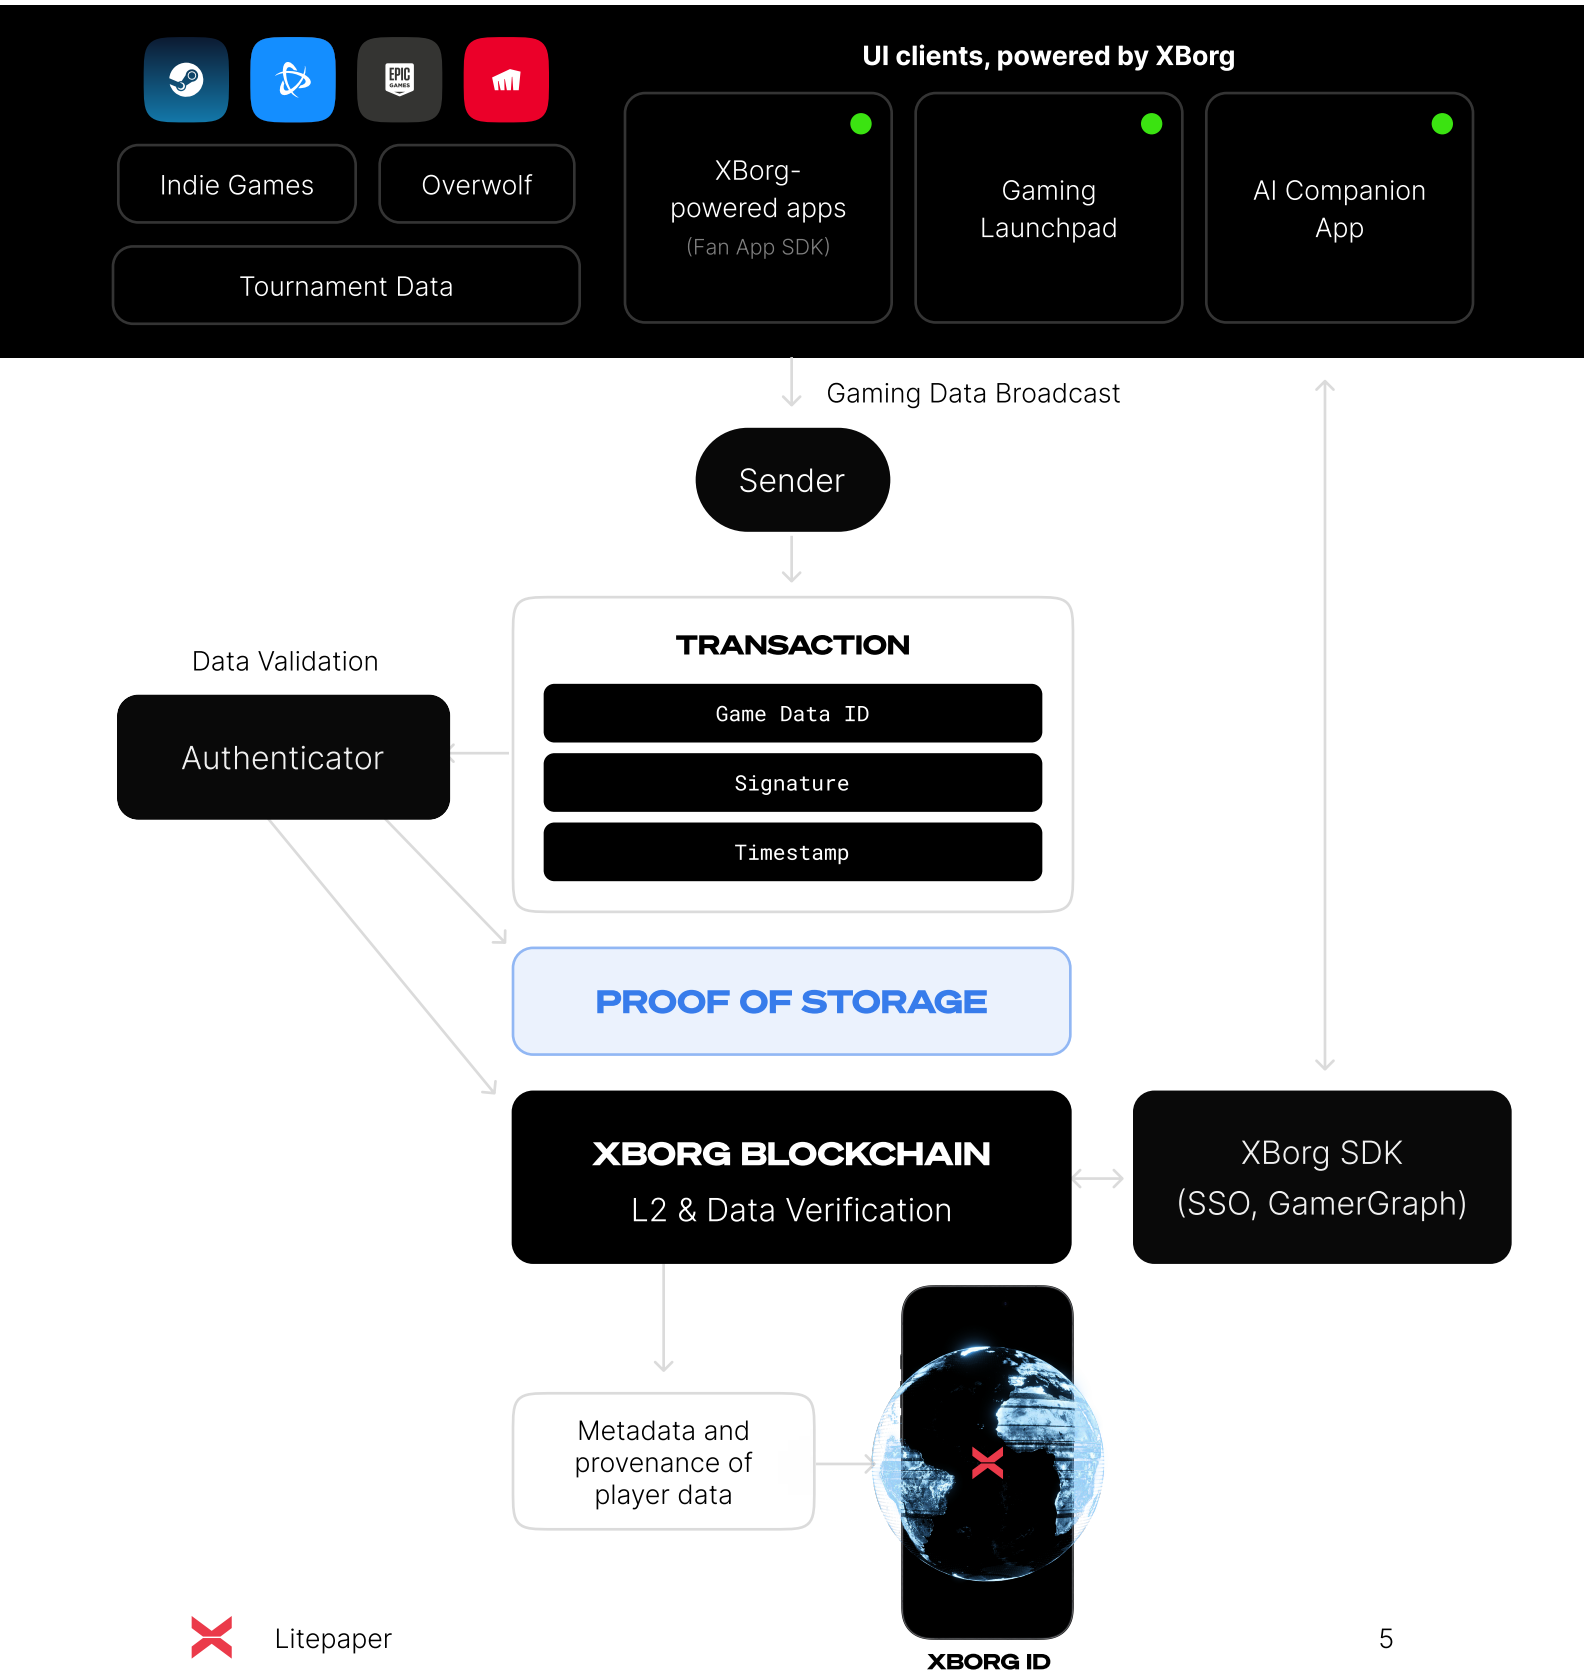 EPIC
GAMES
Indie Games
Overwolf
Tournament Data
UI clients, powered by XBorg
XBorg-
powered apps
(Fan App SDK)
Gaming
Launchpad
AI Companion
App
Gaming Data Broadcast
Sender
TRANSACTION
Game Data ID
Signature
Timestamp
Data Validation
Authenticator
PROOF OF STORAGE
XBORG BLOCKCHAIN
L2 & Data Verification
XBorg SDK
(SSO, GamerGraph)
Metadata and
provenance of
player data
XBORG ID
Litepaper
5